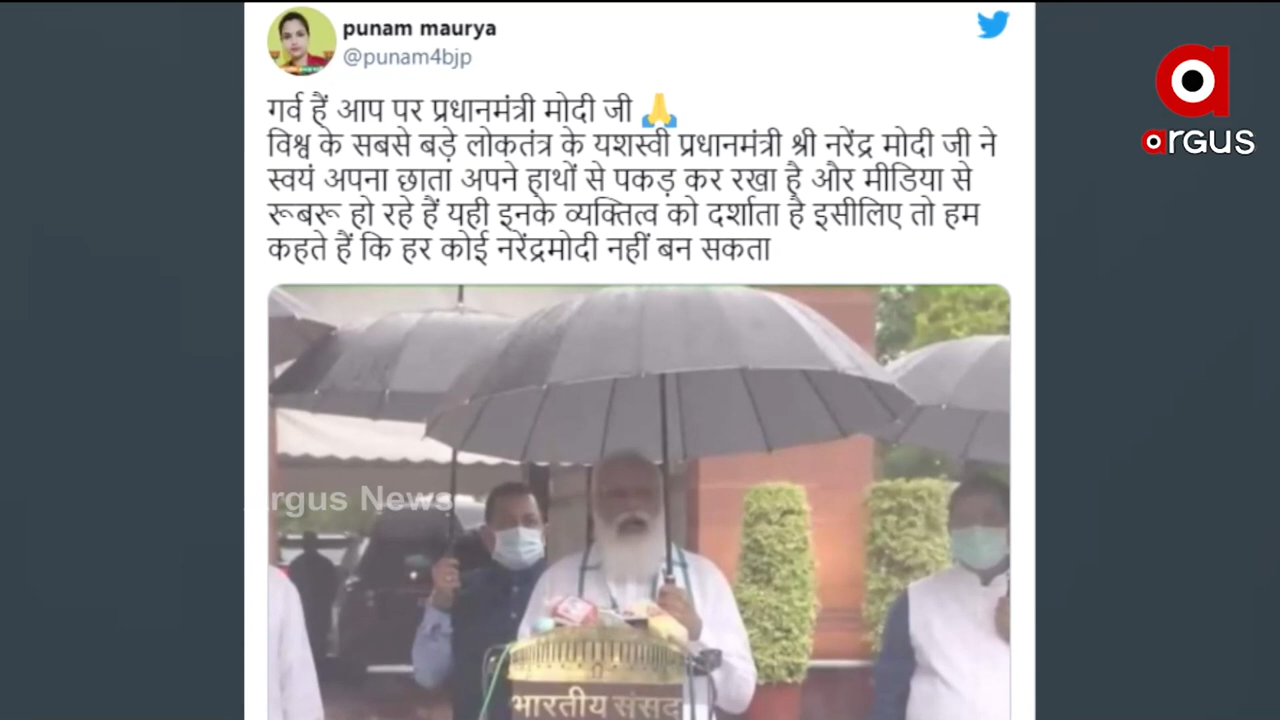 punam maurya
@punam4bjp
गर्व हैं आप पर प्रधानमंत्री मोदी जी 🙏
विश्व के सबसे बड़े लोकतंत्र के यशस्वी प्रधानमंत्री श्री नरेंद्र मोदी जी ने
स्वयं अपना छाता अपने हाथों से पकड़ कर रखा है और मीडिया से
रूबरू हो रहे हैं यही इनके व्यक्तित्व को दर्शाता है इसीलिए तो हम
कहते हैं कि हर कोई नरेंद्रमोदी नहीं बन सकता
argus
Argus News
भारतीय संसद